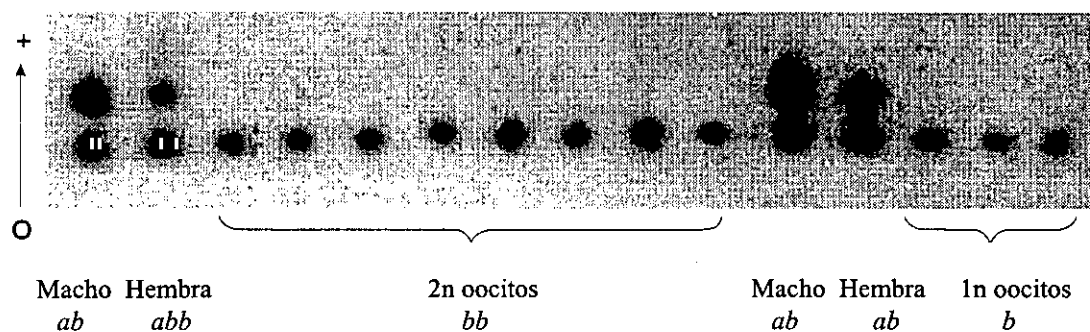 +
O
Macho Hembra 2n oocitos Macho Hembra 1n oocitos
ab abb bb ab ab b